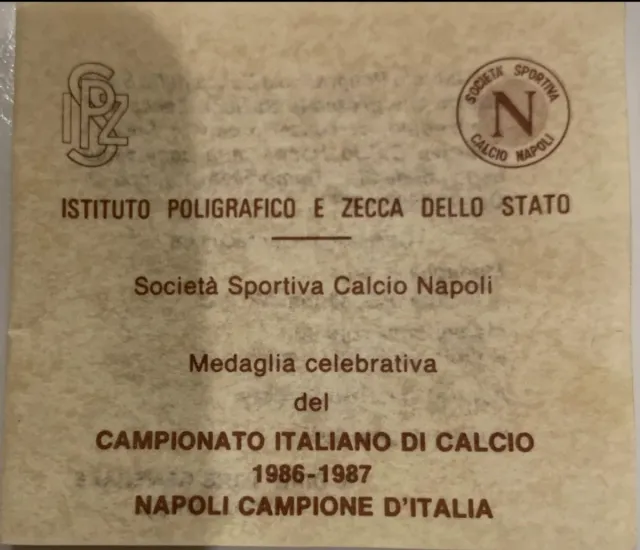 IPZS
SOCIETÀ SPORTIVA
N
CALCIO NAPOLI
ISTITUTO POLIGRAFICO E ZECCA DELLO STATO
Società Sportiva Calcio Napoli
Medaglia celebrativa
del
CAMPIONATO ITALIANO DI CALCIO
1986-1987
NAPOLI CAMPIONE D'ITALIA